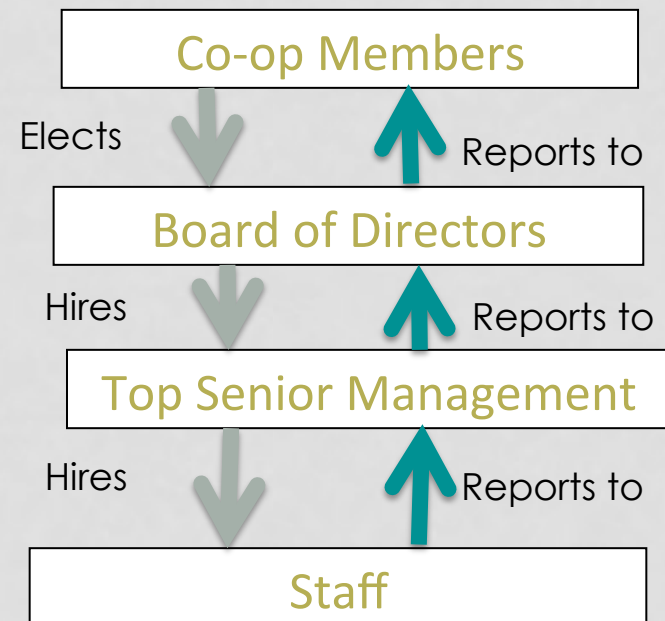 Co-op Members
Elects
Reports to
Board of Directors
Hires
Reports to
Top Senior Management
Hires
Reports to
Staff